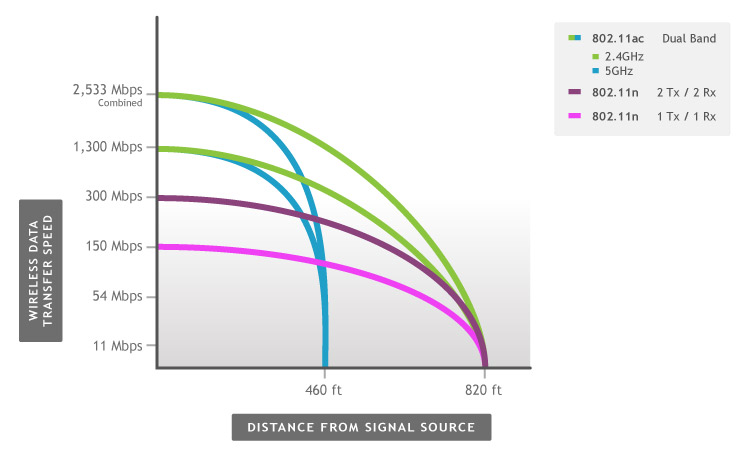 802.11ac Dual Band
2.4GHz
5GHz
802.11n 2 Tx / 2 Rx
802.11n 1 Tx / 1 Rx
2,533 Mbps
Combined
1,300 Mbps
300 Mbps
150 Mbps
54 Mbps
11 Mbps
WIRELESS DATA
TRANSFER SPEED
460 ft
820 ft
DISTANCE FROM SIGNAL SOURCE